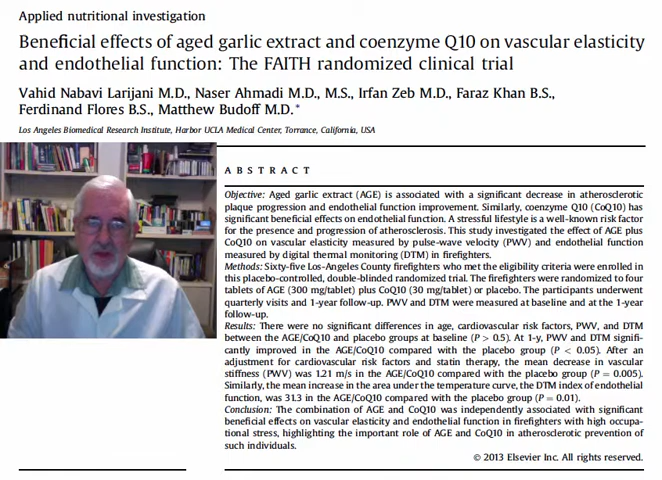 Applied nutritional investigation
Beneficial effects of aged garlic extract and coenzyme Q10 on vascular elasticity
and endothelial function: The FAITH randomized clinical trial
Vahid Nabavi Larijani M.D., Naser Ahmadi M.D., M.S., Irfan Zeb M.D., Faraz Khan B.S.,
Ferdinand Flores B.S., Matthew Budoff M.D.*
Los Angeles Biomedical Research Institute, Harbor UCLA Medical Center, Torrance, California, USA
ABSTRACT
Objective: Aged garlic extract (AGE) is associated with a significant decrease in atherosclerotic
plaque progression and endothelial function improvement. Similarly, coenzyme Q10 (CoQ10) has
significant beneficial effects on endothelial function. A stressful lifestyle is a well-known risk factor
for the presence and progression of atherosclerosis. This study investigated the effect of AGE plus
CoQ10 on vascular elasticity measured by pulse-wave velocity (PWV) and endothelial function
measured by digital thermal monitoring (DTM) in firefighters.
Methods: Sixty-five Los Angeles County firefighters who met the eligibility criteria were enrolled in
this placebo-controlled, double-blinded randomized trial. The firefighters were randomized to four
tablets of AGE (300 mg/tablet) plus CoQ10 (30 mg/tablet) or placebo. The participants underwent
quarterly visits and 1-year follow-up. PWV and DTM were measured at baseline and at the 1-year
follow-up.
Results: There were no significant differences in age, cardiovascular risk factors, PWV, and DTM
between the AGE/CoQ10 and placebo groups at baseline (P > 0.5). At 1-y, PWV and DTM signifi-
cantly improved in the AGE/CoQ10 compared with the placebo group (P < 0.05). After an
adjustment for cardiovascular risk factors and statin therapy, the mean decrease in vascular
stiffness (PWV) was 1.21 m/s in the AGE/CoQ10 compared with the placebo group (P = 0.005).
Similarly, the mean increase in the area under the temperature curve, the DTM index of endothelial
function, was 31.3 in the AGE/CoQ10 compared with the placebo group (P = 0.01).
Conclusion: The combination of AGE and CoQ10 was independently associated with significant
beneficial effects on vascular elasticity and endothelial function in firefighters with high occupa-
tional stress, highlighting the important role of AGE and CoQ10 in atherosclerotic prevention of
such individuals.
© 2013 Elsevier Inc. All rights reserved.